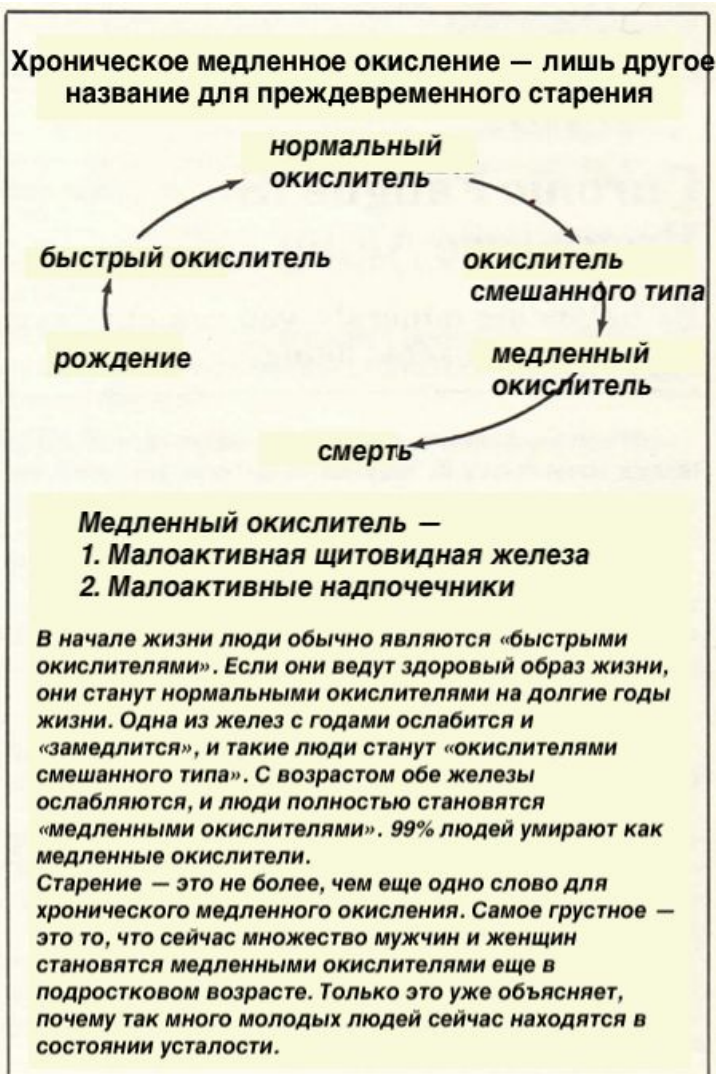 Хроническое медленное окисление — лишь другое
название для преждевременного старения
нормальный
окислитель
быстрый окислитель
окислитель
смешанного типа
рождение
медленный
окислитель
смерть
Медленный окислитель —
1. Малоактивная щитовидная железа
2. Малоактивные надпочечники
В начале жизни люди обычно являются «быстрыми
окислителями». Если они ведут здоровый образ жизни,
они станут нормальными окислителями на долгие годы
жизни. Одна из желез с годами ослабится и
«замедлится», и такие люди станут «окислителями
смешанного типа». С возрастом обе железы
ослабляются, и люди полностью становятся
«медленными окислителями». 99% людей умирают как
медленные окислители.
Старение — это не более, чем еще одно слово для
хронического медленного окисления. Самое грустное —
это то, что сейчас множество мужчин и женщин
становятся медленными окислителями еще в
подростковом возрасте. Только это уже объясняет,
почему так много молодых людей сейчас находятся в
состоянии усталости.